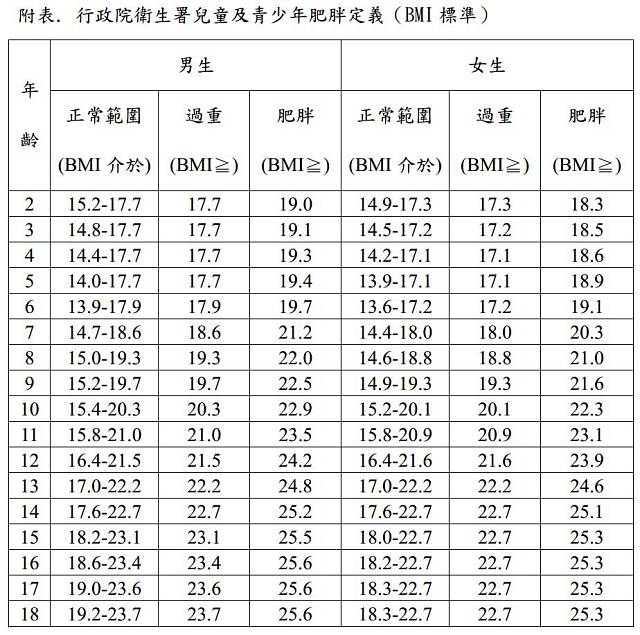 附表. 行政院衛生署兒童及青少年肥胖定義（BMI 標準）
年齡 男生 女生
正常範圍 過重 肥胖 正常範圍 過重 肥胖
(BMI 介於) (BMI≧) (BMI≧) (BMI 介於) (BMI≧) (BMI≧)
2 15.2-17.7 17.7 19.0 14.9-17.3 17.3 18.3
3 14.8-17.7 17.7 19.1 14.5-17.2 17.2 18.5
4 14.4-17.7 17.7 19.3 14.2-17.1 17.1 18.6
5 14.0-17.7 17.7 19.4 13.9-17.1 17.1 18.9
6 13.9-17.9 17.9 19.7 13.6-17.2 17.2 19.1
7 14.7-18.6 18.6 21.2 14.4-18.0 18.0 20.3
8 15.0-19.3 19.3 22.0 14.6-18.8 18.8 21.0
9 15.2-19.7 19.7 22.5 14.9-19.3 19.3 21.6
10 15.4-20.3 20.3 22.9 15.2-20.1 20.1 22.3
11 15.8-21.0 21.0 23.5 15.8-20.9 20.9 23.1
12 16.4-21.5 21.5 24.2 16.4-21.6 21.6 23.9
13 17.0-22.2 22.2 24.8 17.0-22.2 22.2 24.6
14 17.6-22.7 22.7 25.2 17.6-22.7 22.7 25.1
15 18.2-23.1 23.1 25.5 18.0-22.7 22.7 25.3
16 18.6-23.4 23.4 25.6 18.2-22.7 22.7 25.3
17 19.0-23.6 23.6 25.6 18.3-22.7 22.7 25.3
18 19.2-23.7 23.7 25.6 18.3-22.7 22.7 25.3